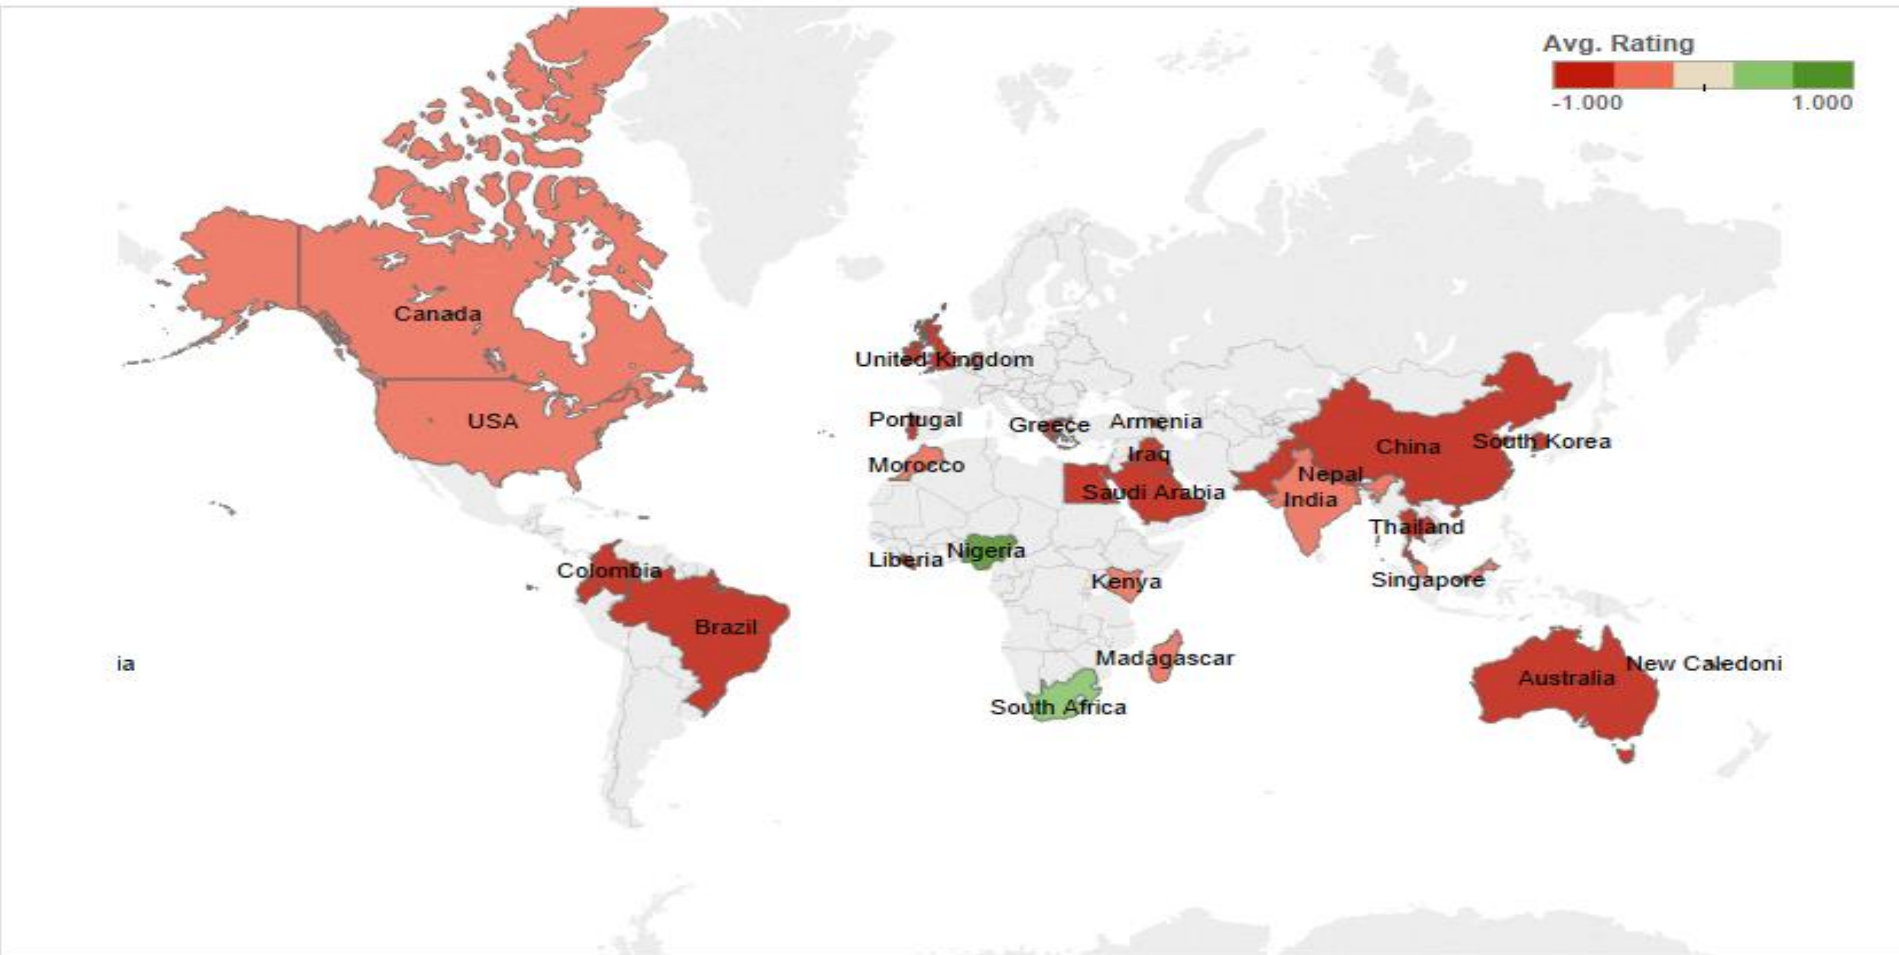 Avg. Rating
-1.000 1.000
Canada
United Kingdom
USA
Portugal
Greece
Armenia
China
South Korea
Morocco
Iraq
Nepal
Saudi Arabia
India
Thailand
Liberia
Nigeria
Colombia
Kenya
Singapore
Brazil
Madagascar
ia
New Caledoni
Australia
South Africa